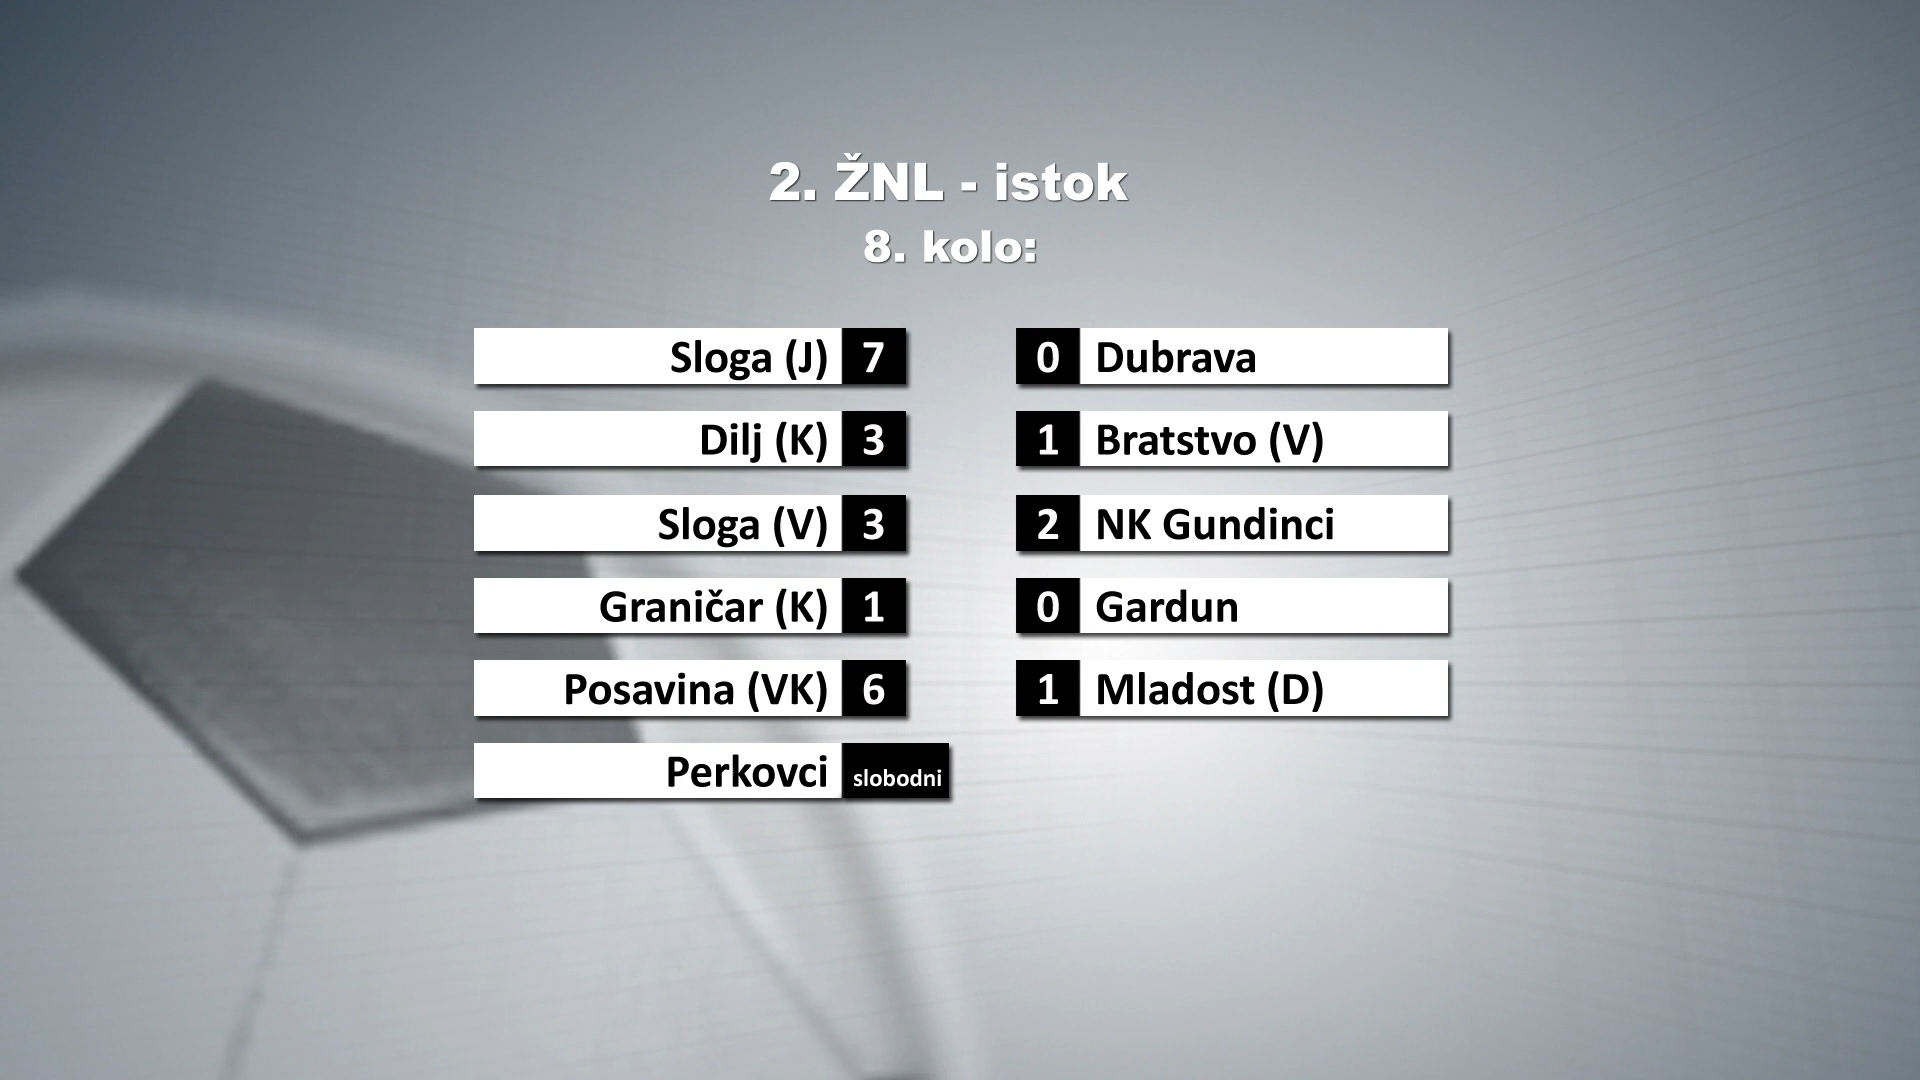 2. ŽNL - istok
8. kolo:
Sloga (J) 7 0 Dubrava
Dilj (K) 3 1 Bratstvo (V)
Sloga (V) 3 2 NK Gundinci
Graničar (K) 1 0 Gardun
Posavina (VK) 6 1 Mladost (D)
Perkovci slobodni